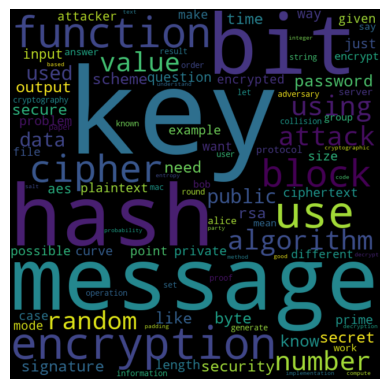 attacker make time way given
function bit
input value just
used scheme question encrypted encrypt
text answer result order string integer say
based
output using password
cryptography let adversary
secure key collision group server
problem paper known example attack
user protocol
data want
file understand
cipher need block size
aes plaintext mac bob public ciphertext
entropy round
salt hash alice rsa mean code cryptographic
probability party use
possible curve point private different
method good decrypt
message
operation set proof
case random like byte know secret
mode prime work
padding generate decryption
encryption number
signature length security
information implementation compute
algorithm